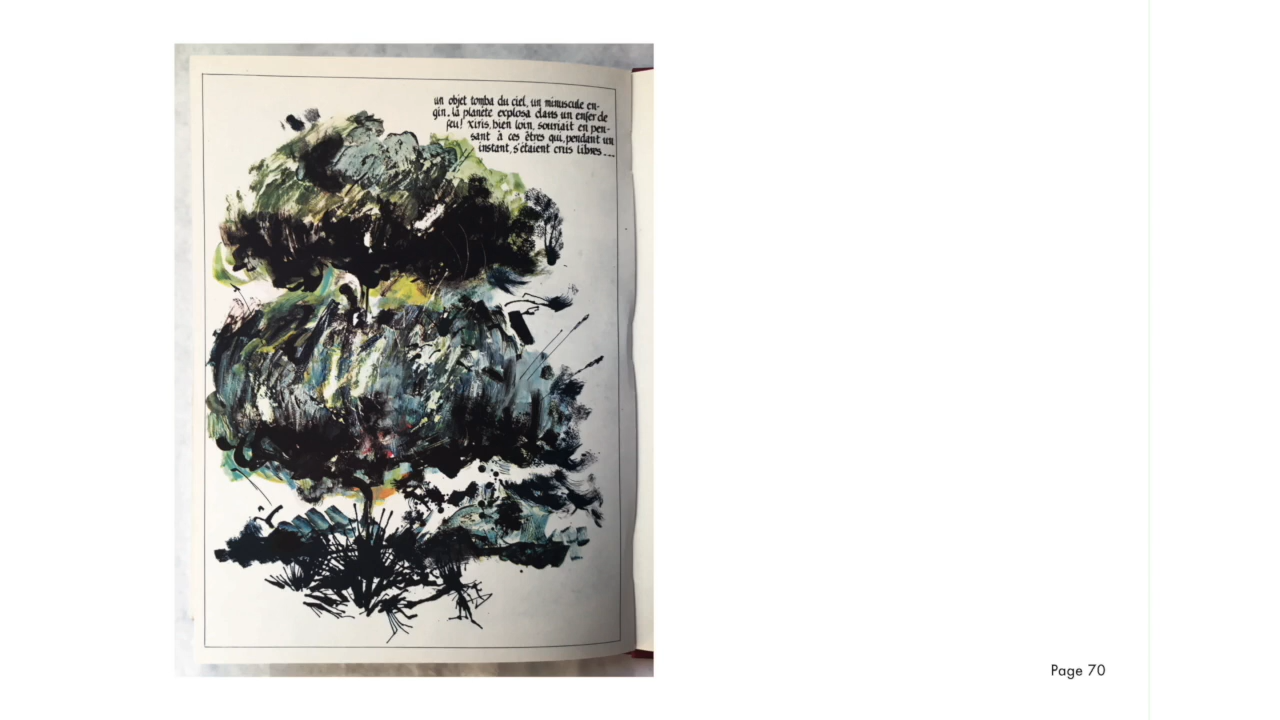 un objet tomba du ciel, un minuscule en-
gin, la planète explosa dans un enfer de
feu! xiris, bien loin, souriait en pen-
sant à ces êtres qui, pendant un
instant, s'étaient crus libres...
Page 70